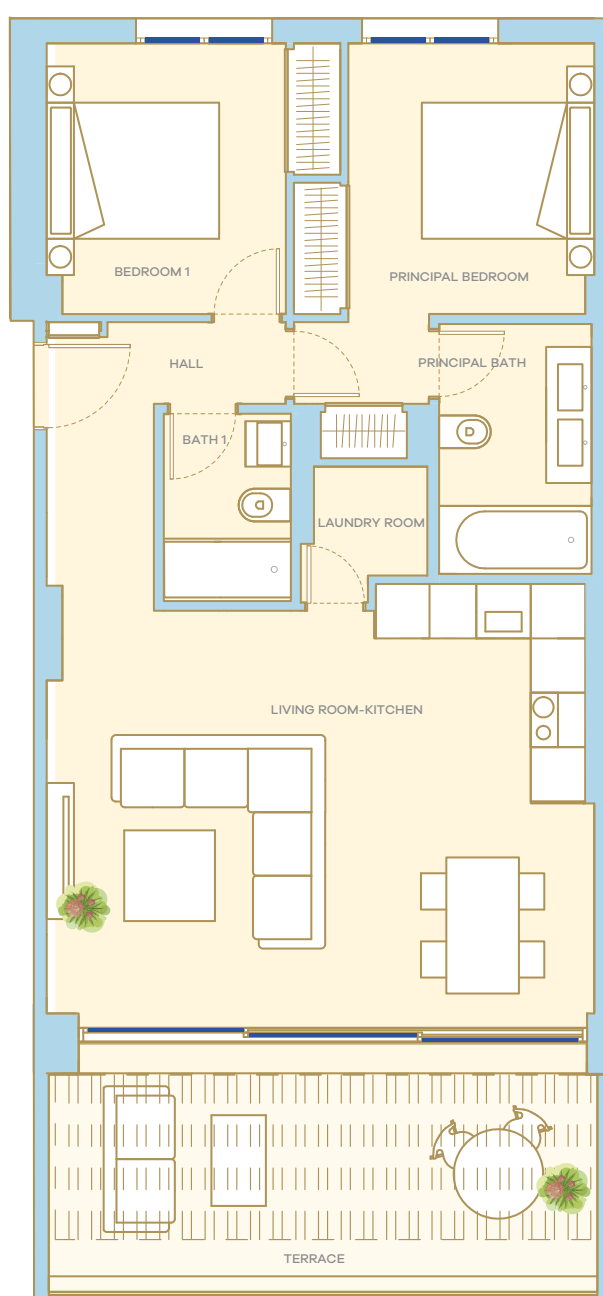 BEDROOM 1
PRINCIPAL BEDROOM
HALL
PRINCIPAL BATH
BATH 1
LAUNDRY ROOM
LIVING ROOM-KITCHEN
TERRACE